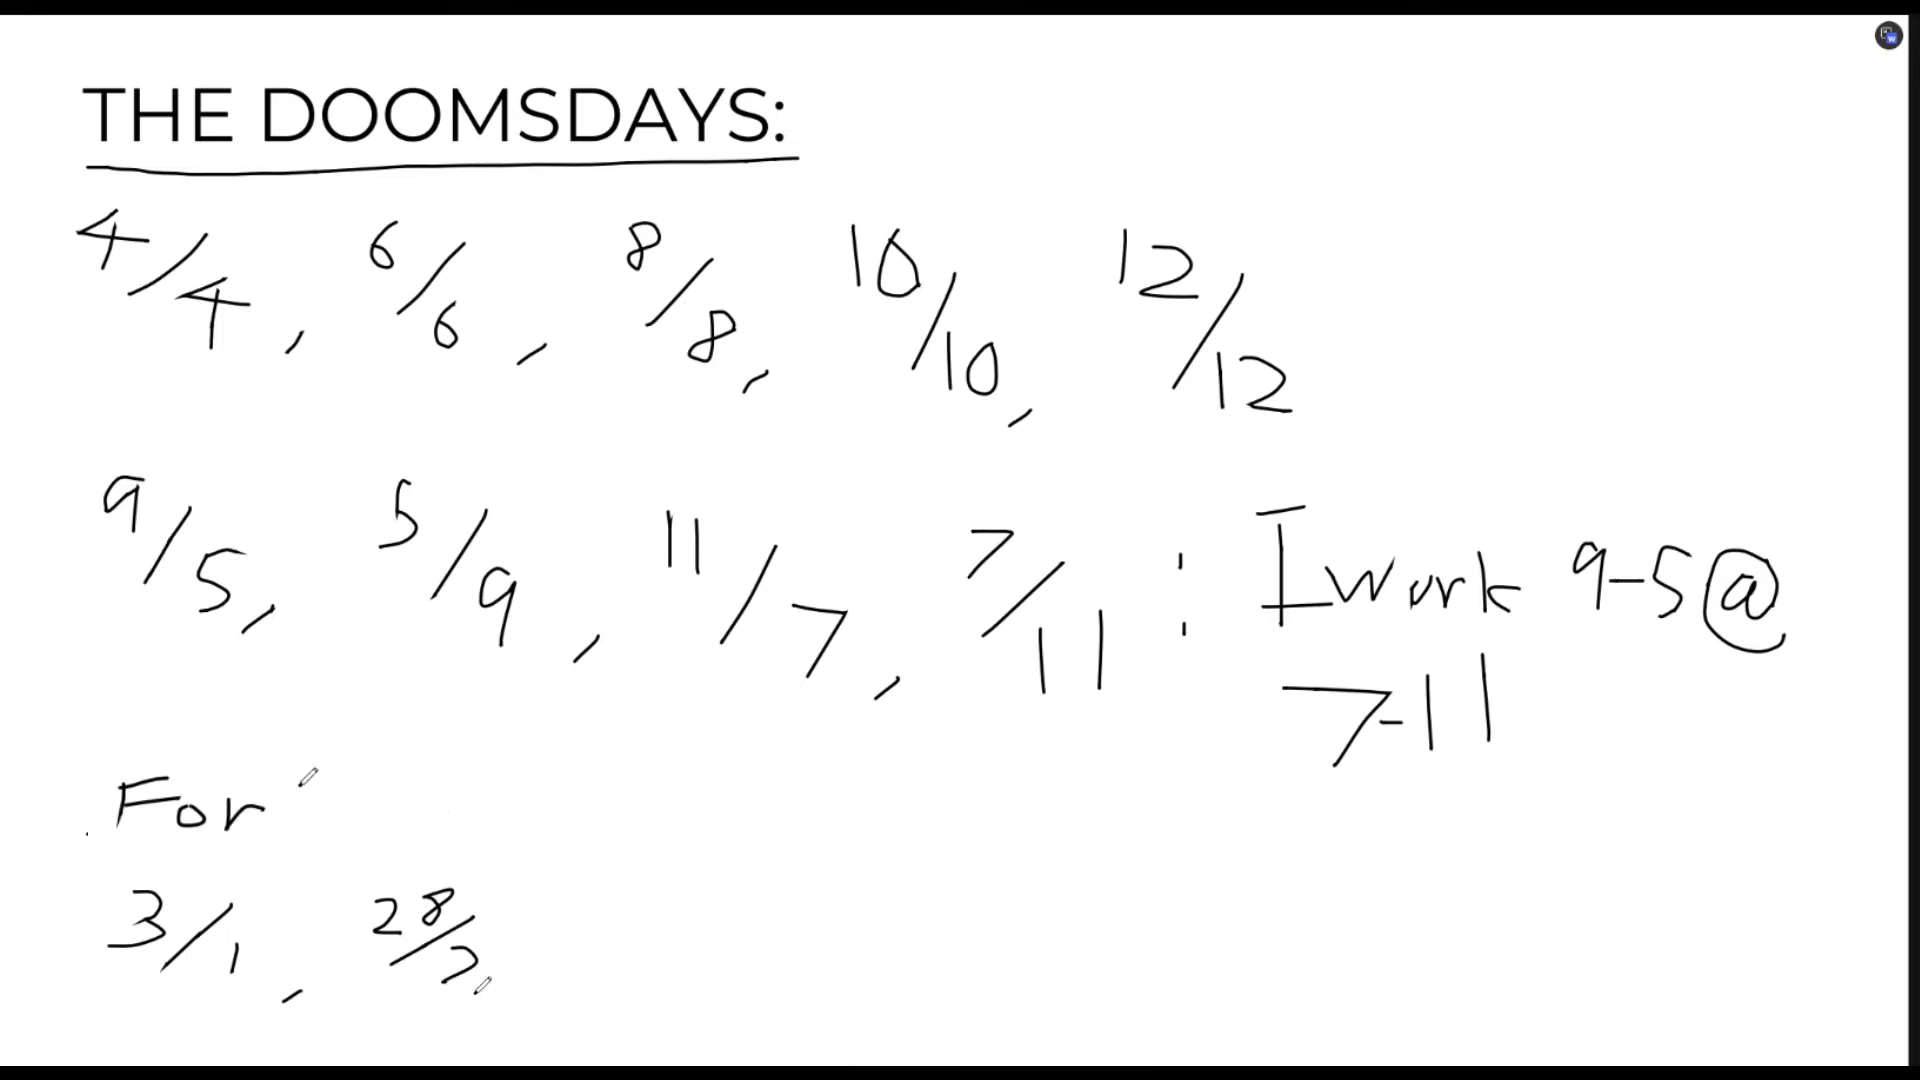 THE DOOMSDAYS:
4/4, 6/6, 8/8, 10/10, 12/12
9/5, 5/9, 11/7, 7/11 : I work 9-5@
7-11
For
3/1, 28/2